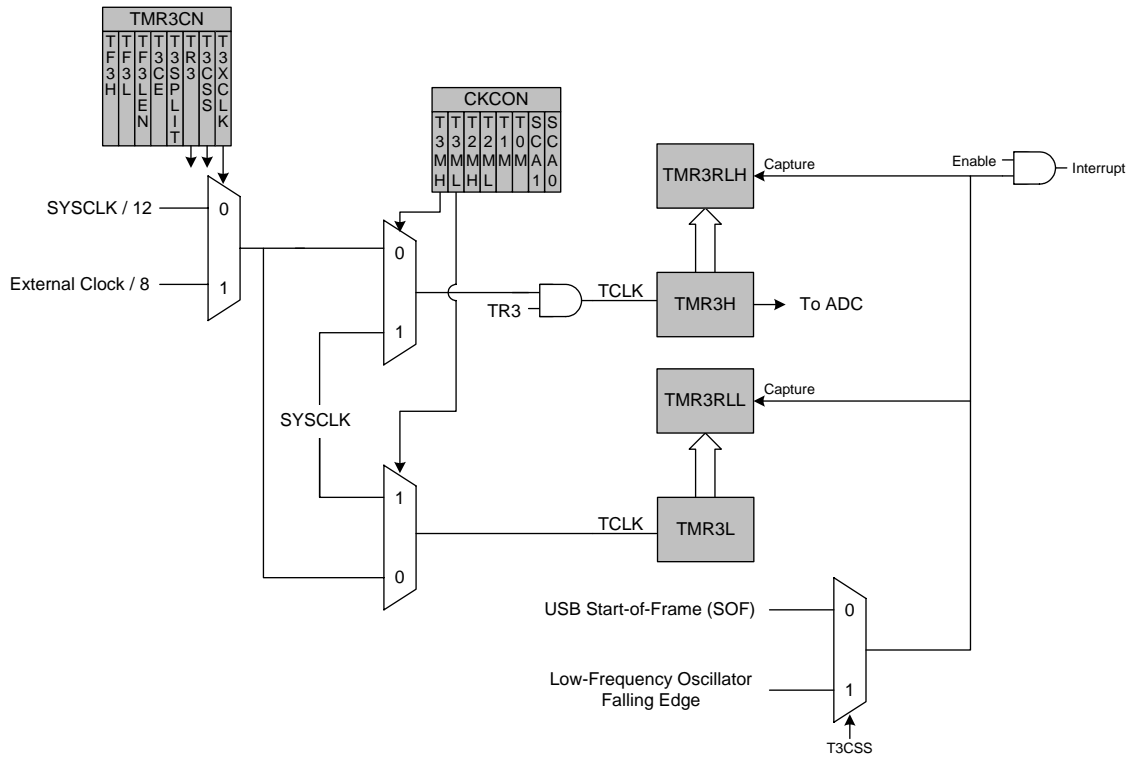 TMR3CN
TF3H
TF3L
TF3LEN
T3CE
T3SPLIT
TR3
T3CSS
T3XCLK
CKCON
T3MH
T3ML
T2MH
T2ML
T1M
T0M
SCA1
SCA0
SYSCLK / 12
0
External Clock / 8
1
0
1
SYSCLK
1
0
TR3
TCLK
TMR3RLH
Capture
TMR3H
To ADC
Enable
Interrupt
TMR3RLL
Capture
TCLK
TMR3L
USB Start-of-Frame (SOF)
0
Low-Frequency Oscillator
Falling Edge
1
T3CSS